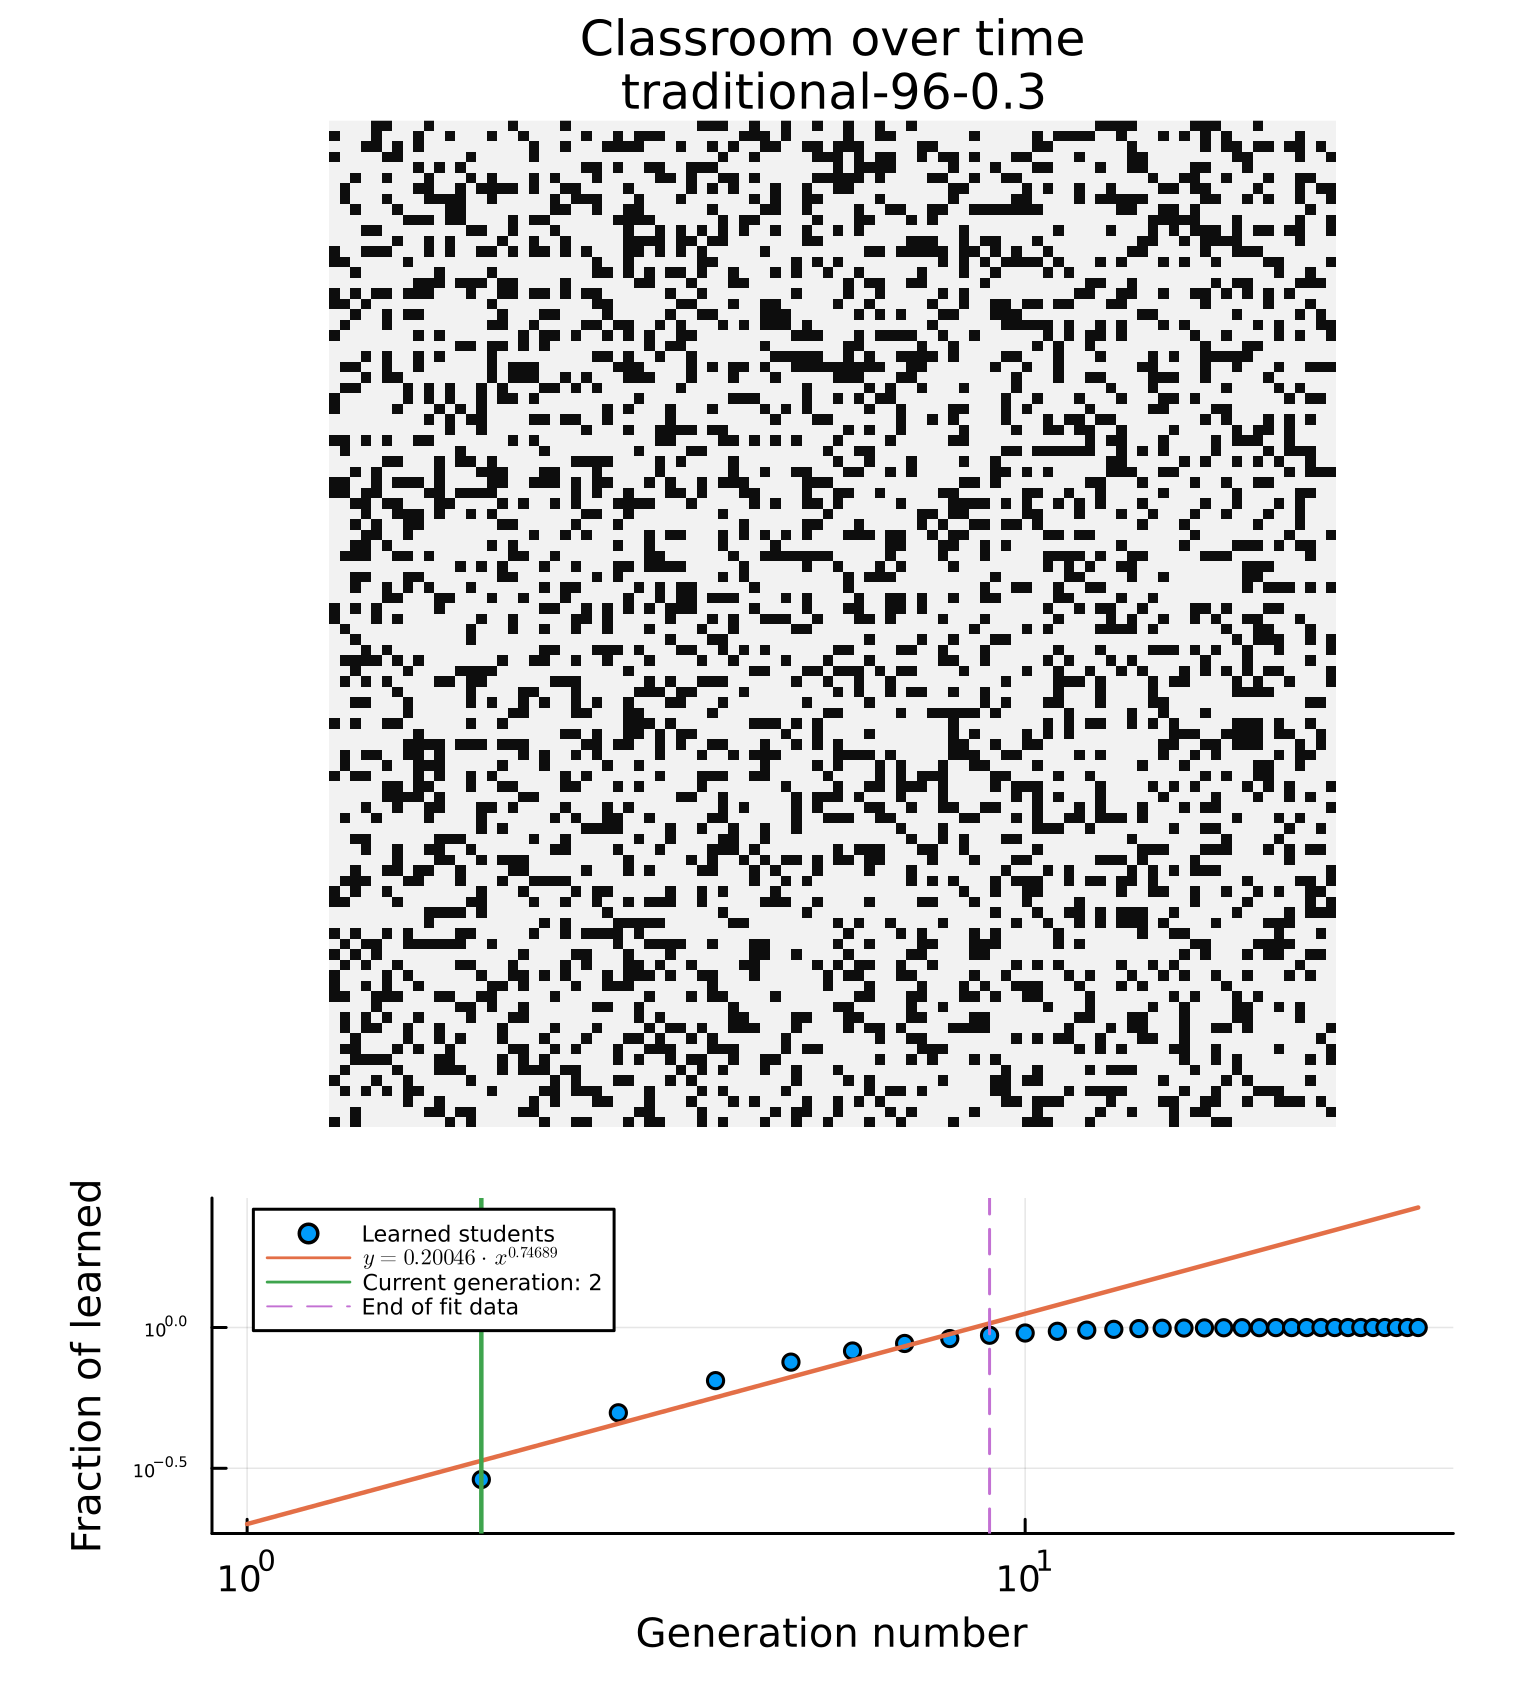 Classroom over time
traditional-96-0.3
Fraction of learned
Learned students
y = 0.20046 · x^0.74689
Current generation: 2
End of fit data
10^0.0
10^−0.5
10^0
10^1
Generation number